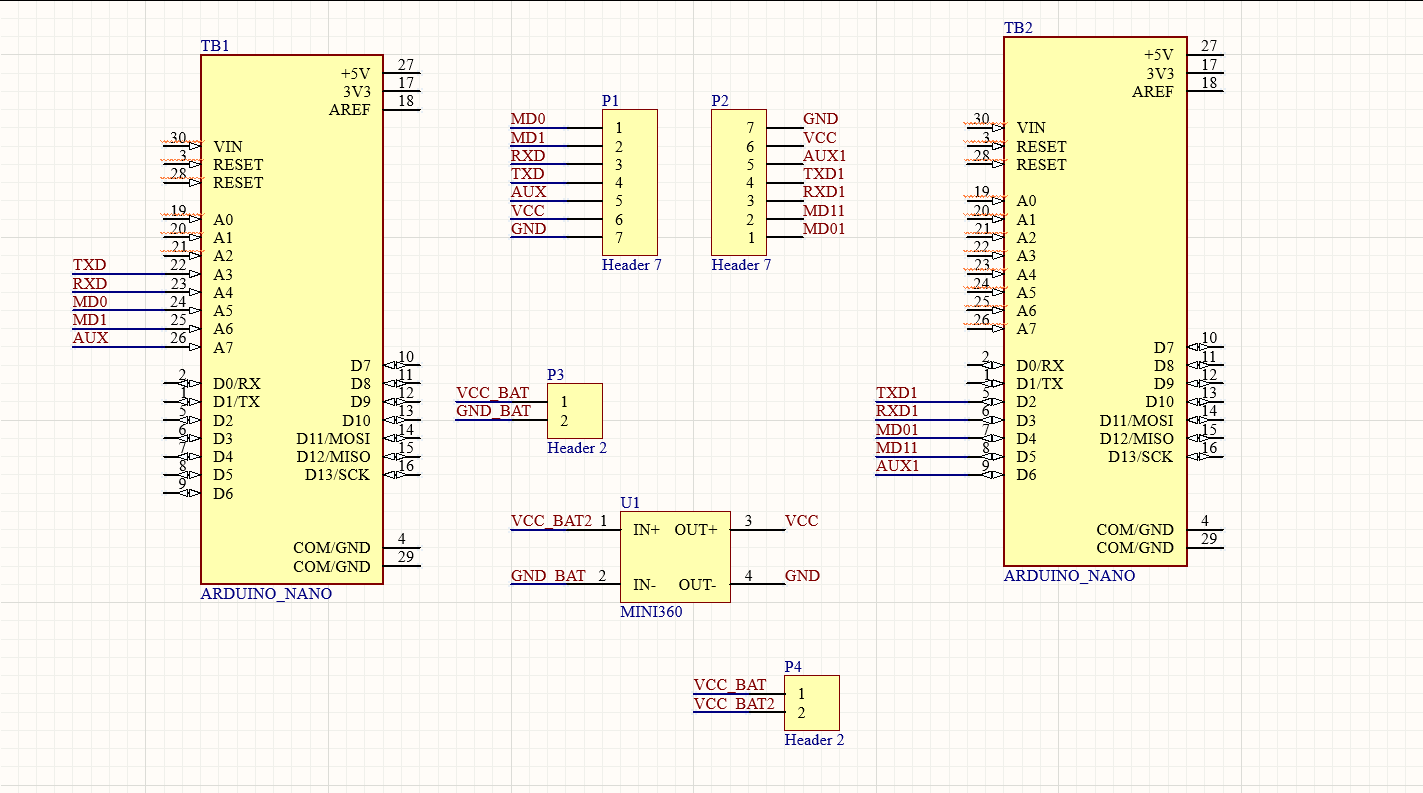 TB1
+5V 27
3V3 17
AREF 18
30 VIN
3 RESET
28 RESET
19 A0
20 A1
21 A2
TXD 22 A3
RXD 23 A4
MD0 24 A5
MD1 25 A6
AUX 26 A7
D7 10
2 D0/RX D8 11
1 D1/TX D9 12
5 D2 D10 13
6 D3 D11/MOSI 14
7 D4 D12/MISO 15
8 D5 D13/SCK 16
9 D6
COM/GND 4
COM/GND 29
ARDUINO_NANO
P1
MD0 1
MD1 2
RXD 3
TXD 4
AUX 5
VCC 6
GND 7
Header 7
P2
7 GND
6 VCC
5 AUX1
4 TXD1
3 RXD1
2 MD11
1 MD01
Header 7
P3
VCC_BAT 1
GND_BAT 2
Header 2
U1
VCC_BAT2 1 IN+ OUT+ 3 VCC
GND_BAT 2 IN- OUT- 4 GND
MINI360
P4
VCC_BAT 1
VCC_BAT2 2
Header 2
TB2
+5V 27
3V3 17
AREF 18
30 VIN
3 RESET
28 RESET
19 A0
20 A1
21 A2
22 A3
23 A4
24 A5
25 A6
26 A7
D7 10
2 D0/RX D8 11
1 D1/TX D9 12
TXD1 5 D2 D10 13
RXD1 6 D3 D11/MOSI 14
MD01 7 D4 D12/MISO 15
MD11 8 D5 D13/SCK 16
AUX1 9 D6
COM/GND 4
COM/GND 29
ARDUINO_NANO